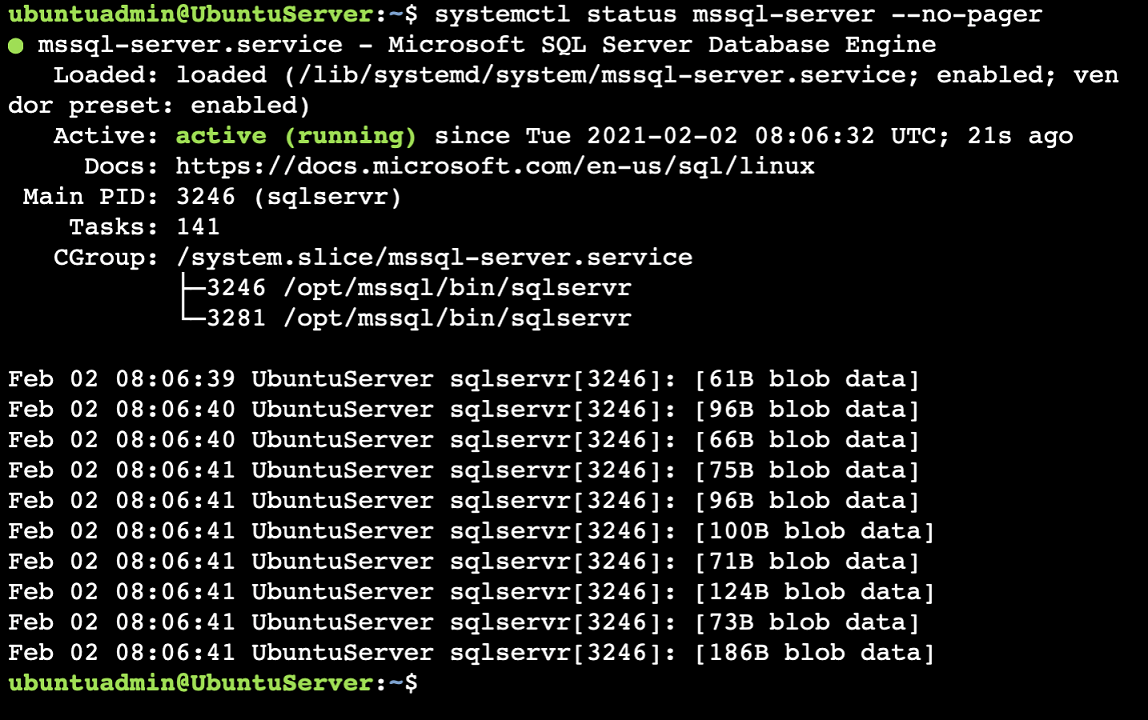 ubuntuadmin@UbuntuServer:~$ systemctl status mssql-server --no-pager
● mssql-server.service - Microsoft SQL Server Database Engine
   Loaded: loaded (/lib/systemd/system/mssql-server.service; enabled; ven
dor preset: enabled)
   Active: active (running) since Tue 2021-02-02 08:06:32 UTC; 21s ago
     Docs: https://docs.microsoft.com/en-us/sql/linux
 Main PID: 3246 (sqlservr)
    Tasks: 141
   CGroup: /system.slice/mssql-server.service
           ├─3246 /opt/mssql/bin/sqlservr
           └─3281 /opt/mssql/bin/sqlservr

Feb 02 08:06:39 UbuntuServer sqlservr[3246]: [61B blob data]
Feb 02 08:06:40 UbuntuServer sqlservr[3246]: [96B blob data]
Feb 02 08:06:40 UbuntuServer sqlservr[3246]: [66B blob data]
Feb 02 08:06:41 UbuntuServer sqlservr[3246]: [75B blob data]
Feb 02 08:06:41 UbuntuServer sqlservr[3246]: [96B blob data]
Feb 02 08:06:41 UbuntuServer sqlservr[3246]: [100B blob data]
Feb 02 08:06:41 UbuntuServer sqlservr[3246]: [71B blob data]
Feb 02 08:06:41 UbuntuServer sqlservr[3246]: [124B blob data]
Feb 02 08:06:41 UbuntuServer sqlservr[3246]: [73B blob data]
Feb 02 08:06:41 UbuntuServer sqlservr[3246]: [186B blob data]
ubuntuadmin@UbuntuServer:~$